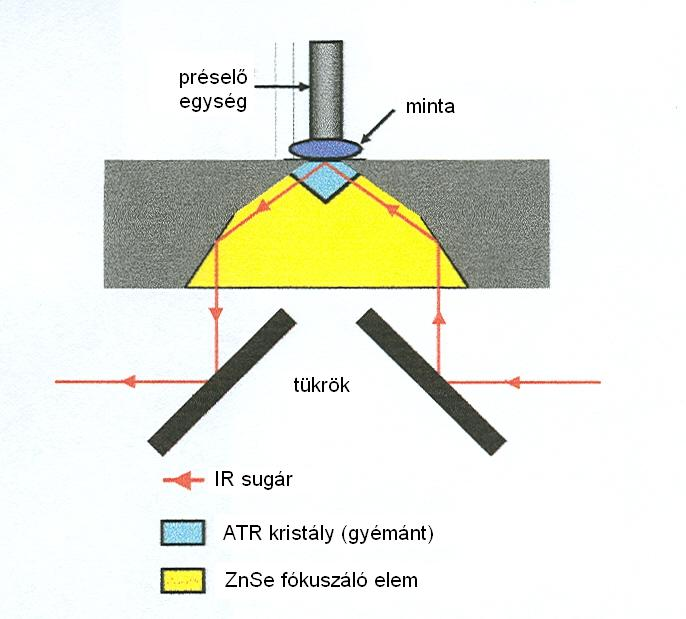 préselő
egység
minta
tükrök
IR sugár
ATR kristály (gyémánt)
ZnSe fókuszáló elem